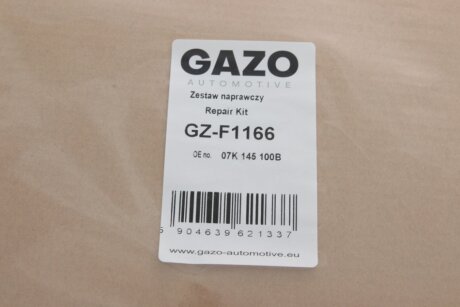 GAZO
AUTOMOTIVE
Zestaw naprawczy
Repair Kit
GZ-F1166
OE no. 07K 145 100B
5 904639 621337
www.gazo-automotive.eu